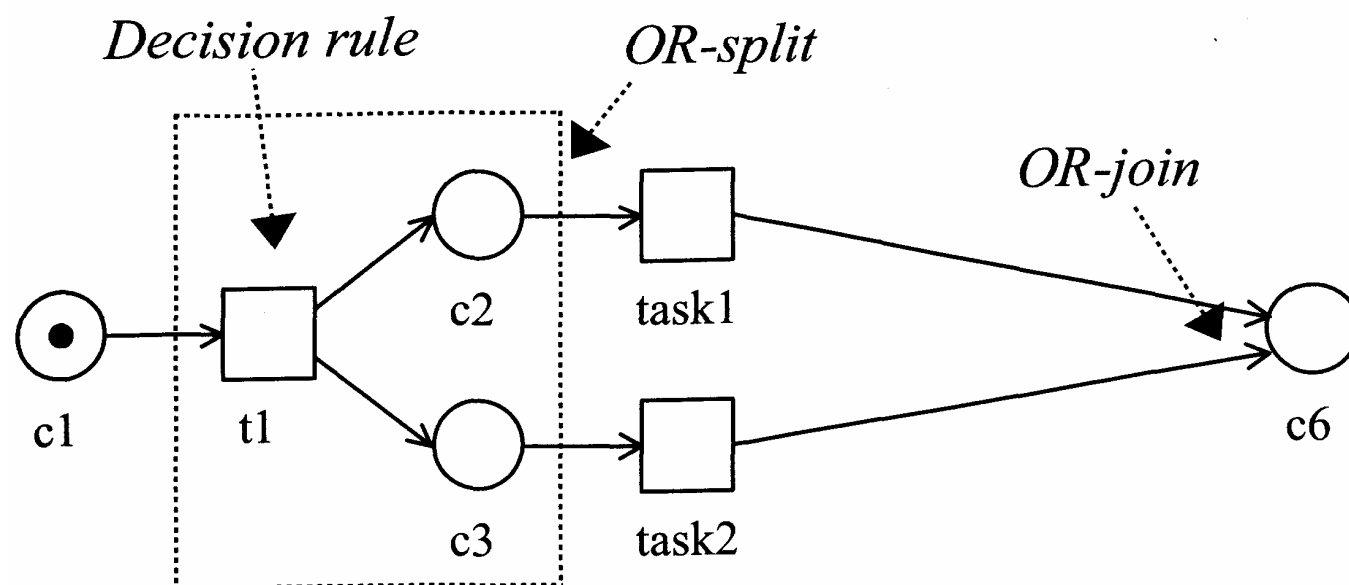 Decision rule
OR-split
OR-join
c1
t1
c2
c3
task1
task2
c6